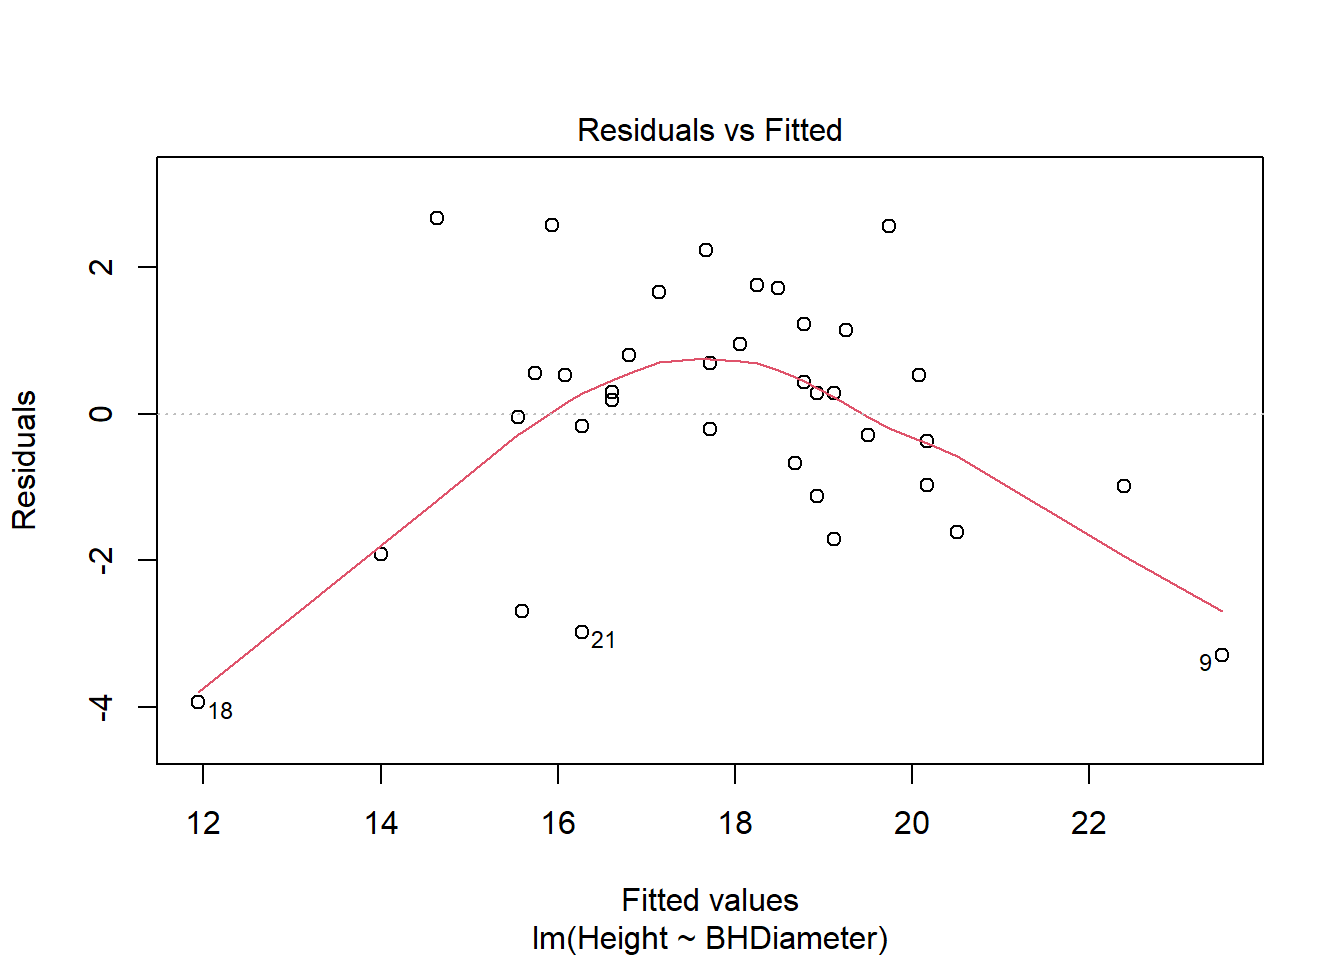 Residuals vs Fitted
Residuals
2
0
-2
-4
21
9
18
12 14 16 18 20 22
Fitted values
lm(Height ~ BHDiameter)